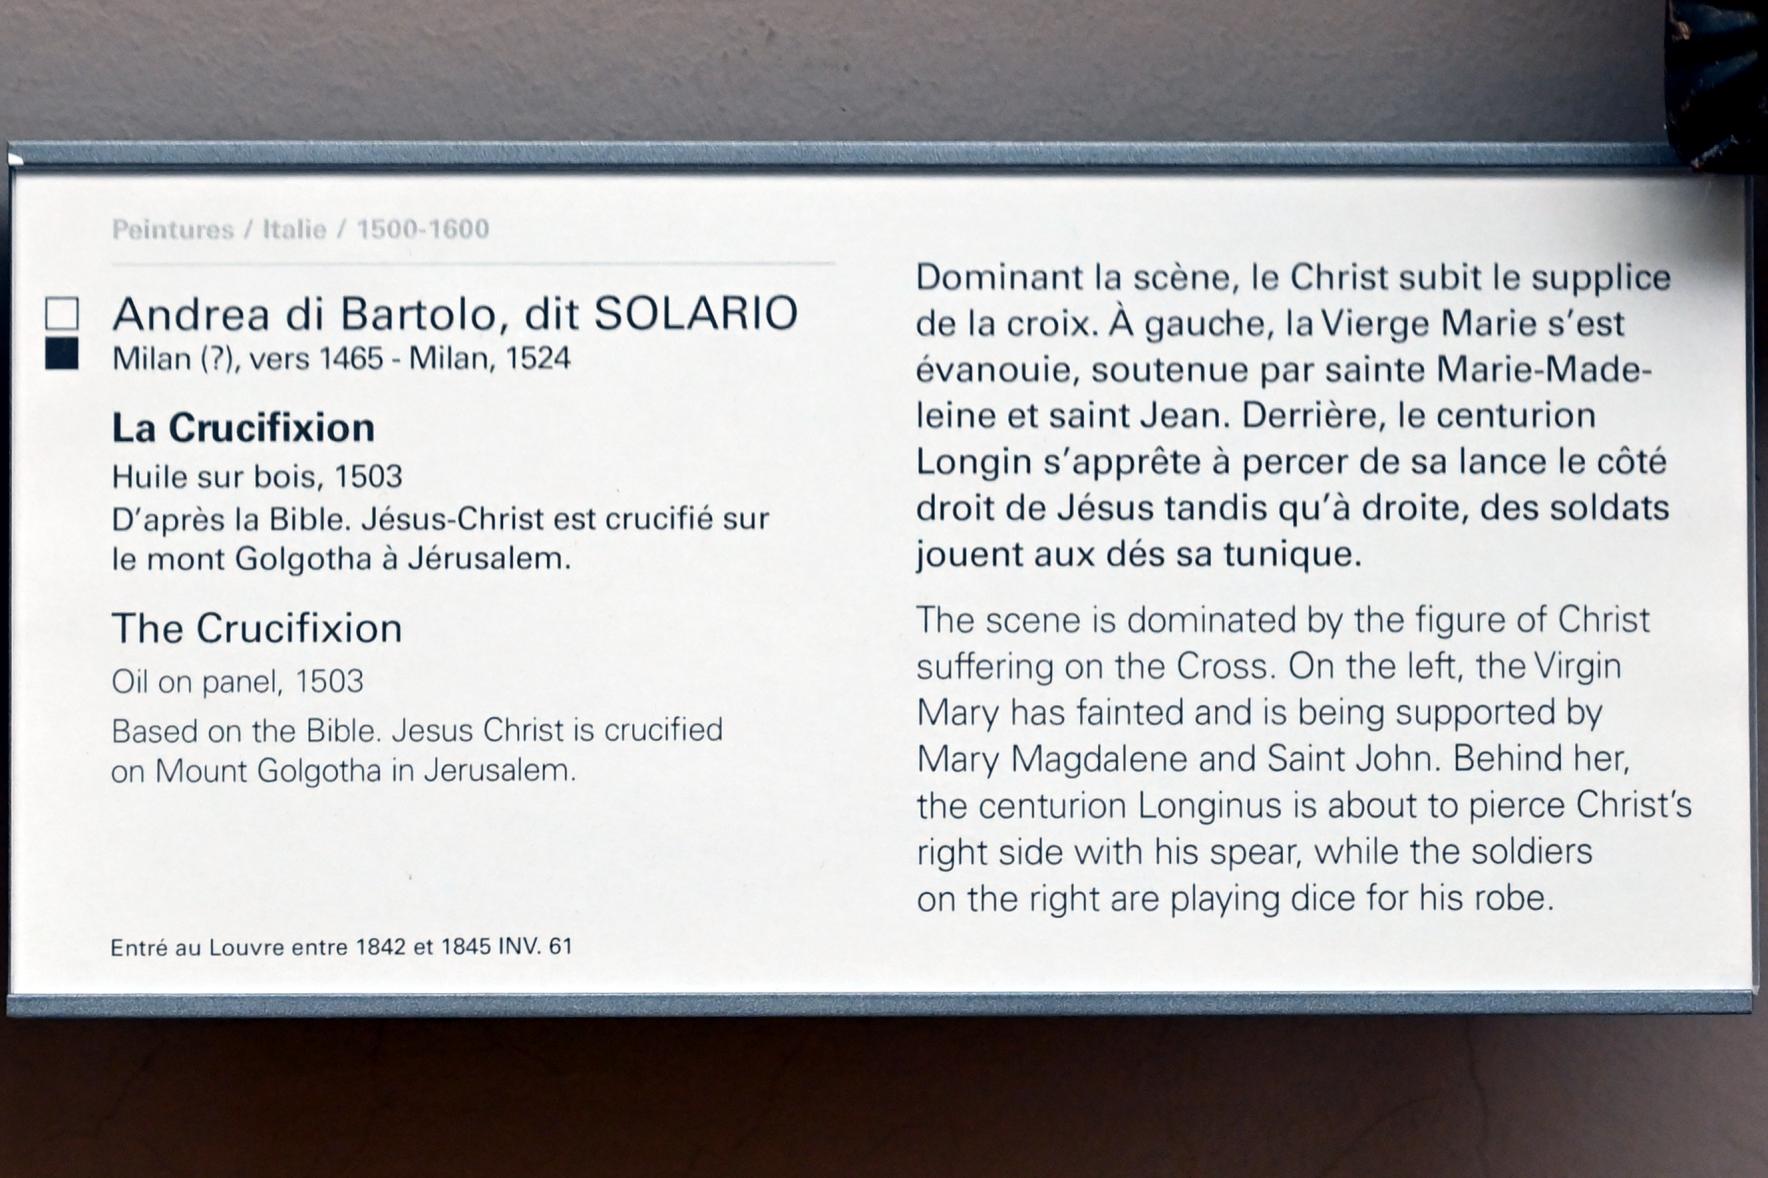 Peintures / Italie / 1500-1600
Andrea di Bartolo, dit SOLARIO
Milan (?), vers 1465 - Milan, 1524
La Crucifixion
Huile sur bois, 1503
D'après la Bible. Jésus-Christ est crucifié sur
le mont Golgotha à Jérusalem.
The Crucifixion
Oil on panel, 1503
Based on the Bible. Jesus Christ is crucified
on Mount Golgotha in Jerusalem.
Entré au Louvre entre 1842 et 1845 INV. 61
Dominant la scène, le Christ subit le supplice
de la croix. À gauche, la Vierge Marie s'est
évanouie, soutenue par sainte Marie-Made-
leine et saint Jean. Derrière, le centurion
Longin s'apprête à percer de sa lance le côté
droit de Jésus tandis qu'à droite, des soldats
jouent aux dés sa tunique.
The scene is dominated by the figure of Christ
suffering on the Cross. On the left, the Virgin
Mary has fainted and is being supported by
Mary Magdalene and Saint John. Behind her,
the centurion Longinus is about to pierce Christ's
right side with his spear, while the soldiers
on the right are playing dice for his robe.